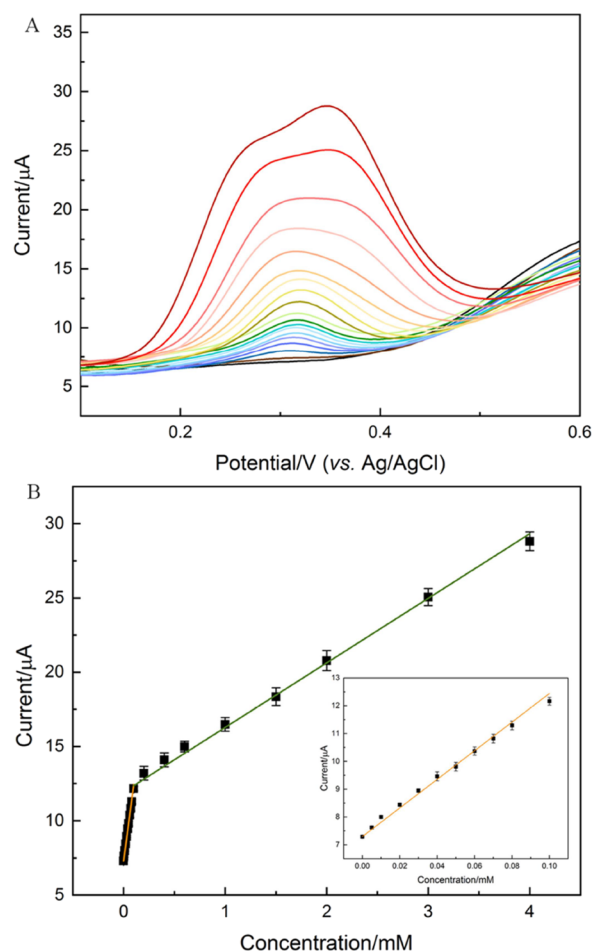 A
35
30
25
20
15
10
5
Current/μA
0.2 0.4 0.6
Potential/V (vs. Ag/AgCl)
B
30
25
20
15
10
5
Current/μA
13
12
11
10
9
8
7
Current/μA
0.00 0.02 0.04 0.06 0.08 0.10
Concentration/mM
0 1 2 3 4
Concentration/mM